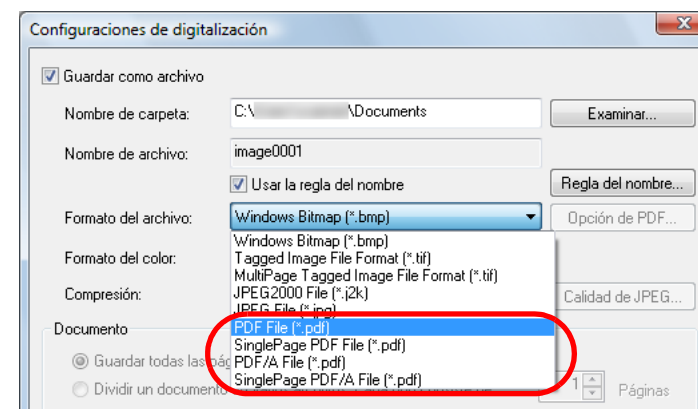 Configuraciones de digitalización
Guardar como archivo
Nombre de carpeta:
C:\ \Documents
Examinar...
Nombre de archivo:
image0001
Usar la regla del nombre
Regla del nombre...
Formato del archivo:
Windows Bitmap (*.bmp)
Opción de PDF...
Windows Bitmap (*.bmp)
Formato del color:
Tagged Image File Format (*.tif)
MultiPage Tagged Image File Format (*.tif)
Compresión:
JPEG2000 File (*.j2k)
Calidad de JPEG...
JPEG File (*.jpg)
Documento
PDF File (*.pdf)
SinglePage PDF File (*.pdf)
Guardar todas las
PDF/A File (*.pdf)
SinglePage PDF/A File (*.pdf)
Dividir un documento
1
Páginas